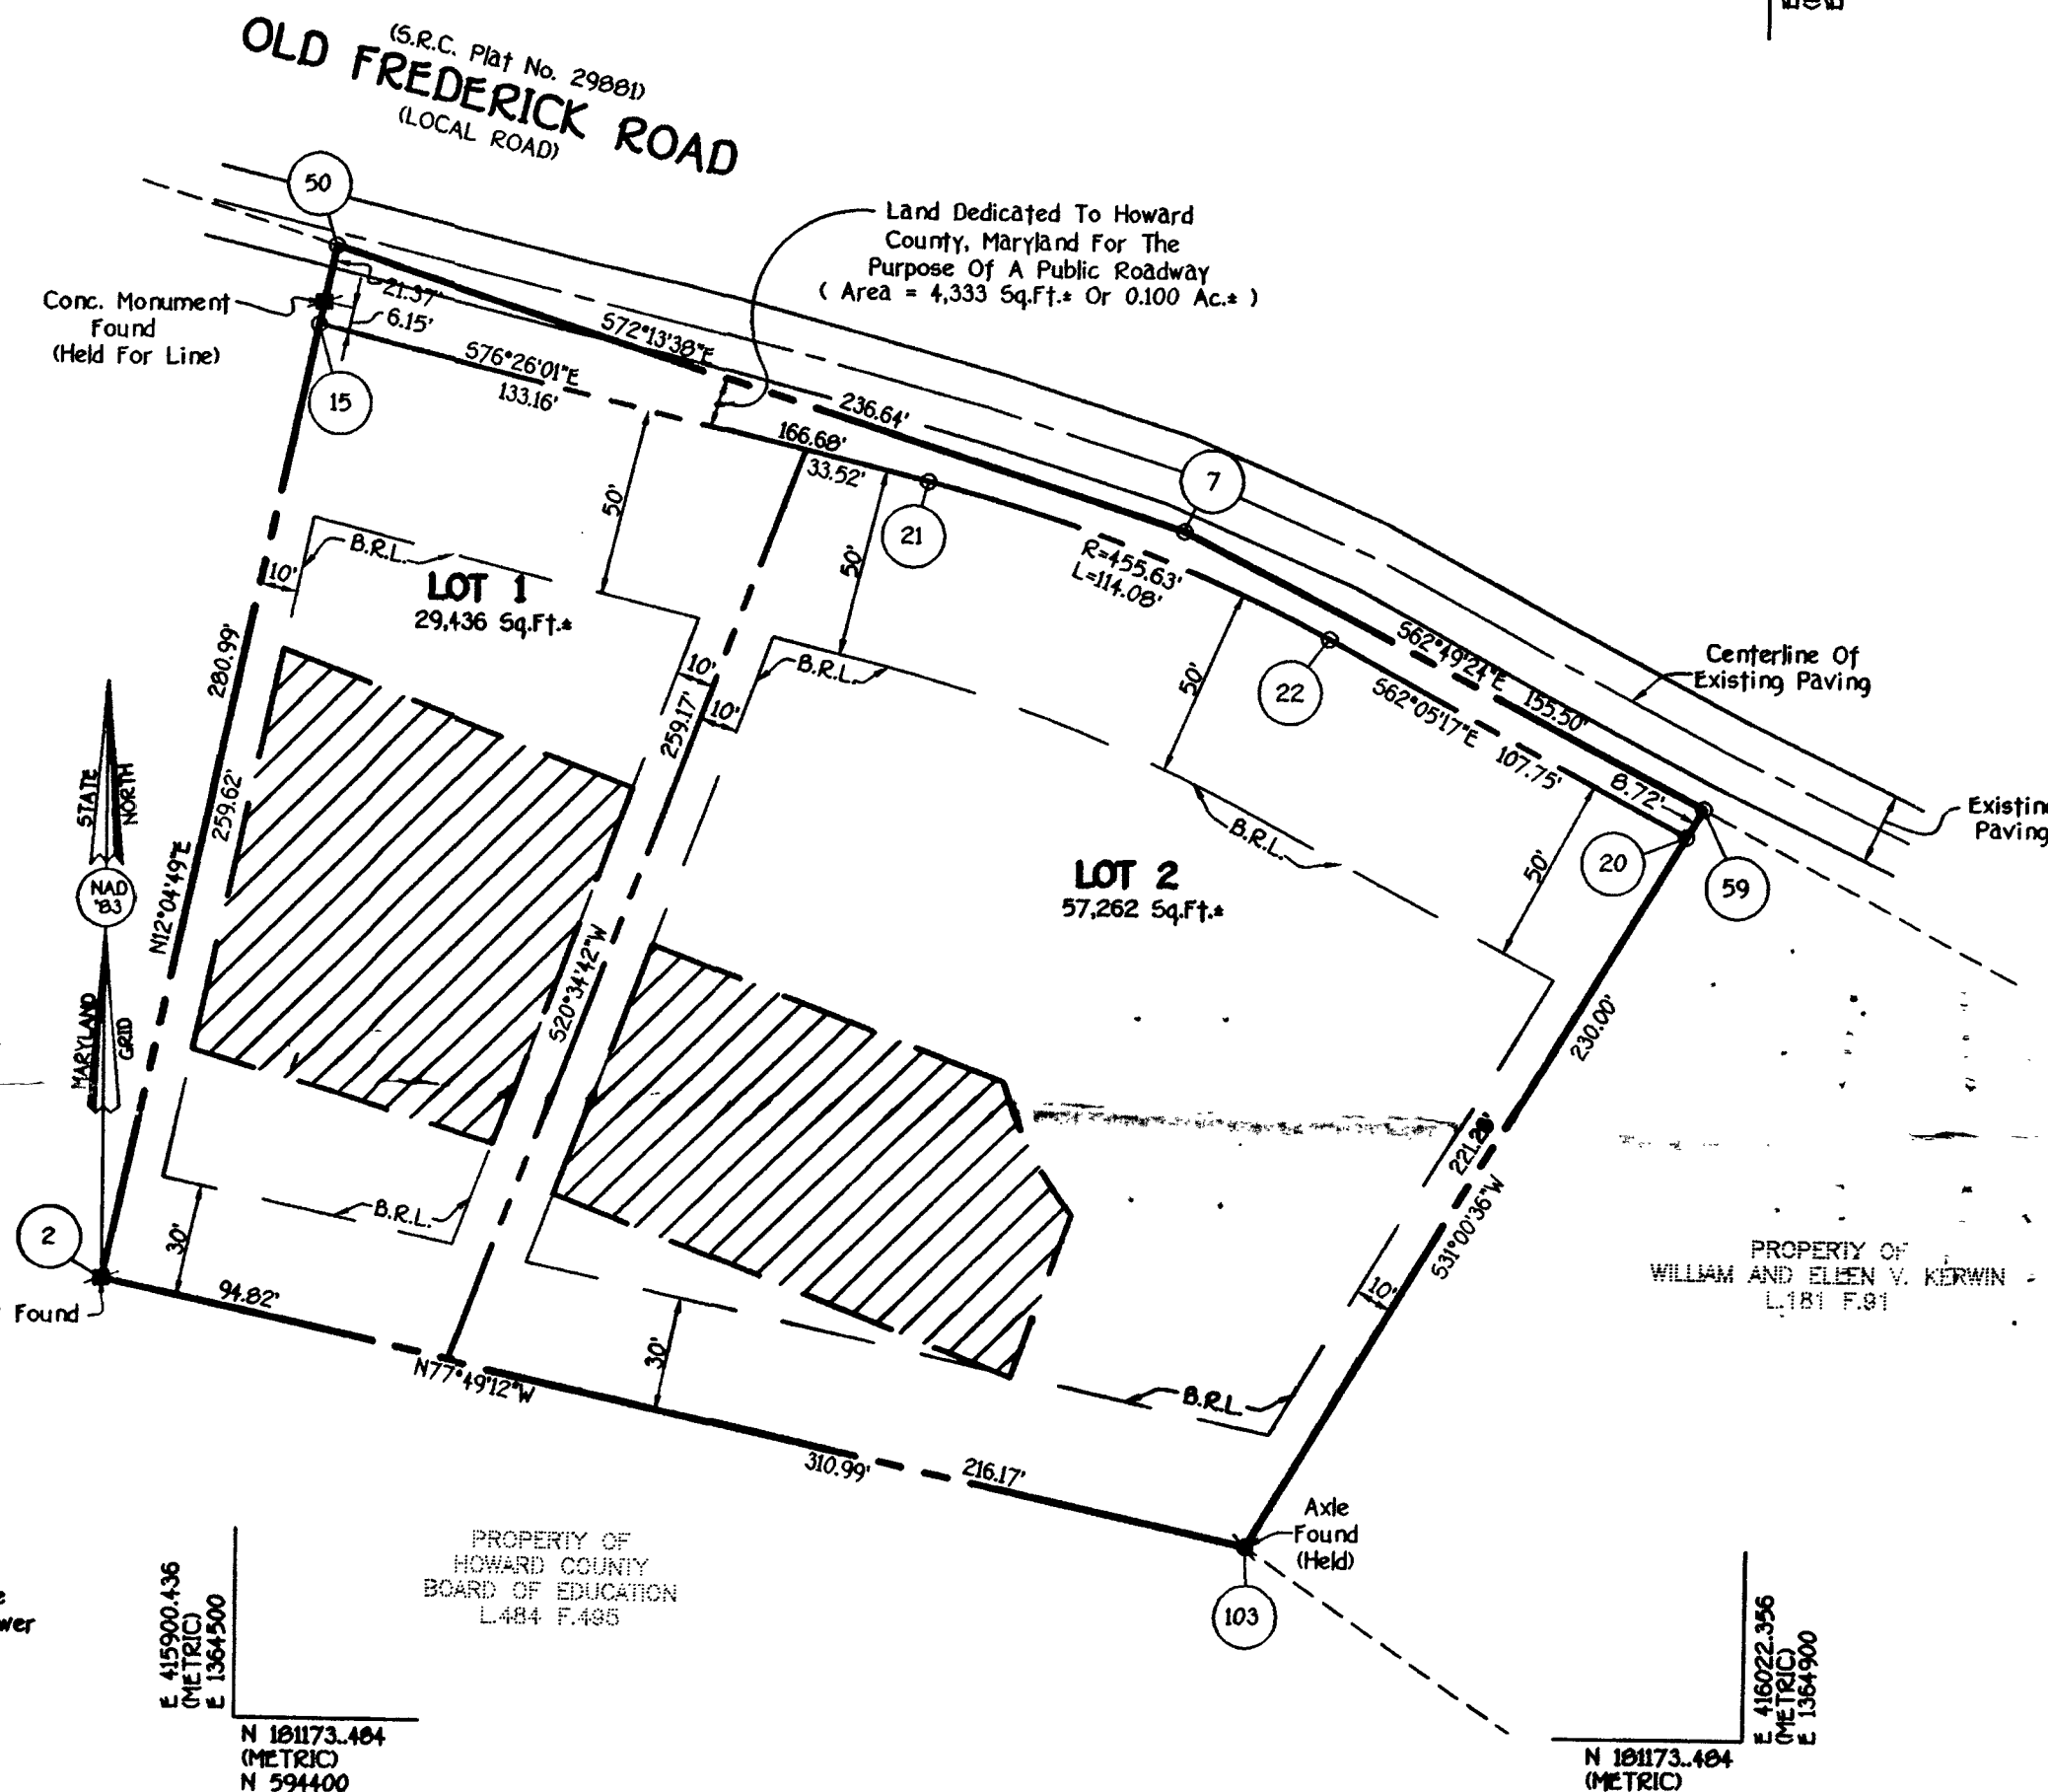 (S.R.C. Plat No. 29881)
OLD FREDERICK ROAD
(LOCAL ROAD)
50
Land Dedicated To Howard
County, Maryland For The
Purpose Of A Public Roadway
( Area = 4,333 Sq.Ft.± Or 0.100 Ac.± )
Conc. Monument
Found
(Held For Line)
21.37'
6.15'
S72°13'38"E
236.64'
S76°26'01"E
133.16'
15
166.68'
33.52'
21
7
R=455.63'
L=114.08'
50'
50'
B.R.L.
10'
LOT 1
29,436 Sq.Ft.±
10'
10'
B.R.L.
50'
22
S62°49'24"E 155.50'
S62°05'17"E 107.75'
8.72'
Centerline Of
Existing Paving
Paving
280.99'
259.62'
N12°04'49"E
259.17'
S20°34'42"W
STATE
NORTH
NAD
'83
MARYLAND
GRID
B.R.L.
LOT 2
57,262 Sq.Ft.±
50'
20
59
230.00'
S31°00'36"W
10'
PROPERTY OF
WILLIAM AND ELLEN V. KERWIN
L.181 F.91
2
Found
30'
B.R.L.
94.82'
N77°49'12"W
30'
B.R.L.
310.99'
216.17'
Axle
Found
(Held)
103
PROPERTY OF
HOWARD COUNTY
BOARD OF EDUCATION
L.484 F.495
E 415900.436
(METRIC)
E 1364500
N 181173..484
(METRIC)
N 594400
E 416022.356
(METRIC)
E 1364900
N 181173..484
(METRIC)